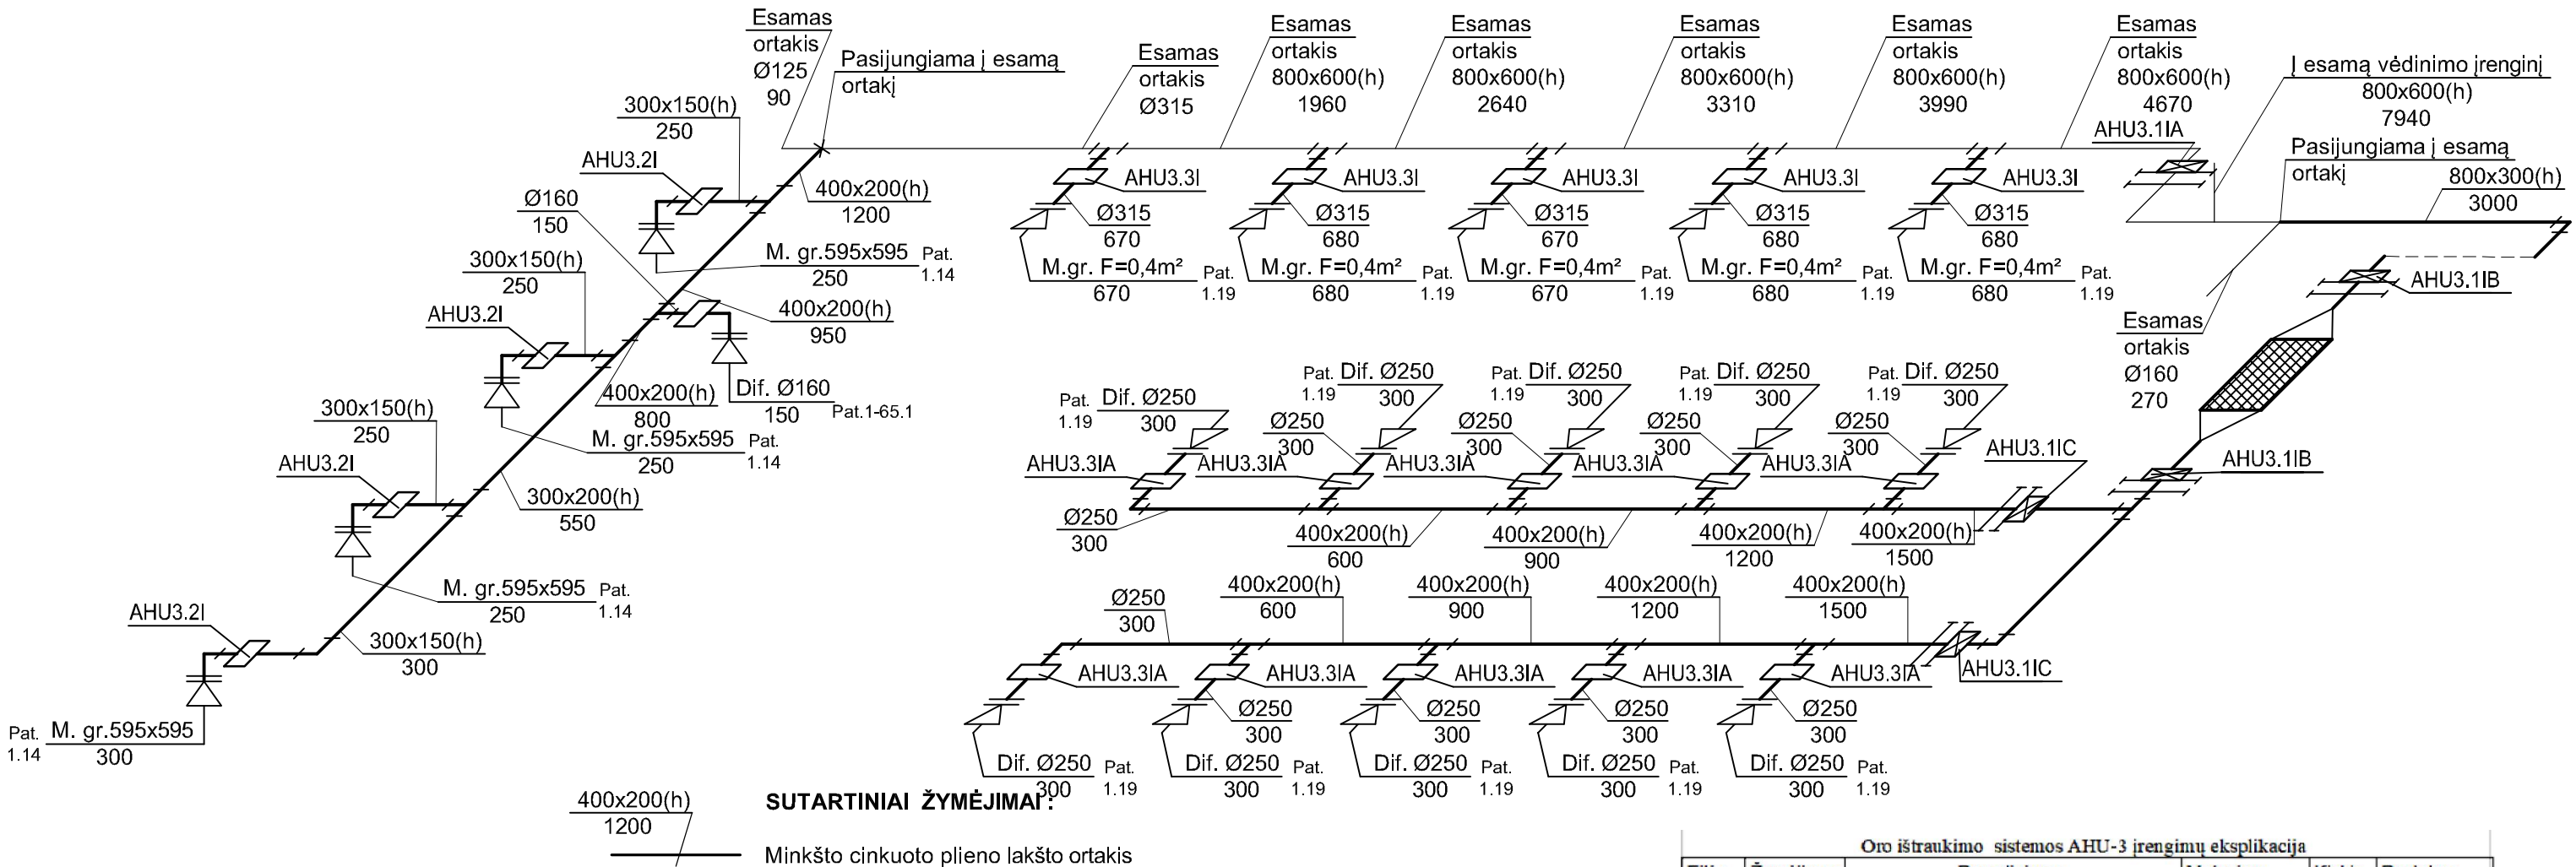 Esamas
ortakis
Ø125
90
Pasijungiama į esamą
ortakį
Esamas
ortakis
Ø315
Esamas
ortakis
800x600(h)
1960
Esamas
ortakis
800x600(h)
2640
Esamas
ortakis
800x600(h)
3310
Esamas
ortakis
800x600(h)
3990
Esamas
ortakis
800x600(h)
4670
Į esamą vėdinimo įrenginį
800x600(h)
7940
AHU3.1IA
Pasijungiama į esamą
ortakį
800x300(h)
3000
300x150(h)
250
AHU3.2I
400x200(h)
1200
Ø160
150
M. gr.595x595
250
Pat.
1.14
300x150(h)
250
AHU3.2I
400x200(h)
950
400x200(h)
800
Dif. Ø160
150
Pat.1-65.1
M. gr.595x595
250
Pat.
1.14
300x150(h)
250
AHU3.2I
300x200(h)
550
M. gr.595x595
250
Pat.
1.14
AHU3.2I
300x150(h)
300
Pat.
1.14
M. gr.595x595
300
AHU3.3I
Ø315
670
M.gr. F=0,4m²
670
Pat.
1.19
AHU3.3I
Ø315
680
M.gr. F=0,4m²
680
Pat.
1.19
AHU3.3I
Ø315
670
M.gr. F=0,4m²
670
Pat.
1.19
AHU3.3I
Ø315
680
M.gr. F=0,4m²
680
Pat.
1.19
AHU3.3I
Ø315
680
M.gr. F=0,4m²
680
Pat.
1.19
AHU3.1IB
Esamas
ortakis
Ø160
270
AHU3.1IB
Pat.
1.19
Dif. Ø250
300
Pat.
1.19
Dif. Ø250
300
Pat.
1.19
Dif. Ø250
300
Pat.
1.19
Dif. Ø250
300
Pat.
1.19
Dif. Ø250
300
Ø250
300
Ø250
300
Ø250
300
Ø250
300
AHU3.3IA
AHU3.3IA
AHU3.3IA
AHU3.3IA
AHU3.3IA
AHU3.1IC
Ø250
300
400x200(h)
600
400x200(h)
900
400x200(h)
1200
400x200(h)
1500
Ø250
300
400x200(h)
600
400x200(h)
900
400x200(h)
1200
400x200(h)
1500
AHU3.3IA
AHU3.3IA
AHU3.3IA
AHU3.3IA
AHU3.3IA
AHU3.1IC
Ø250
300
Ø250
300
Ø250
300
Ø250
300
Dif. Ø250
300
Pat.
1.19
Dif. Ø250
300
Pat.
1.19
Dif. Ø250
300
Pat.
1.19
Dif. Ø250
300
Pat.
1.19
Dif. Ø250
300
Pat.
1.19
SUTARTINIAI ŽYMĖJIMAI :
400x200(h)
1200
Minkšto cinkuoto plieno lakšto ortakis
Oro ištraukimo sistemos AHU-3 įrengimų eksplikacija